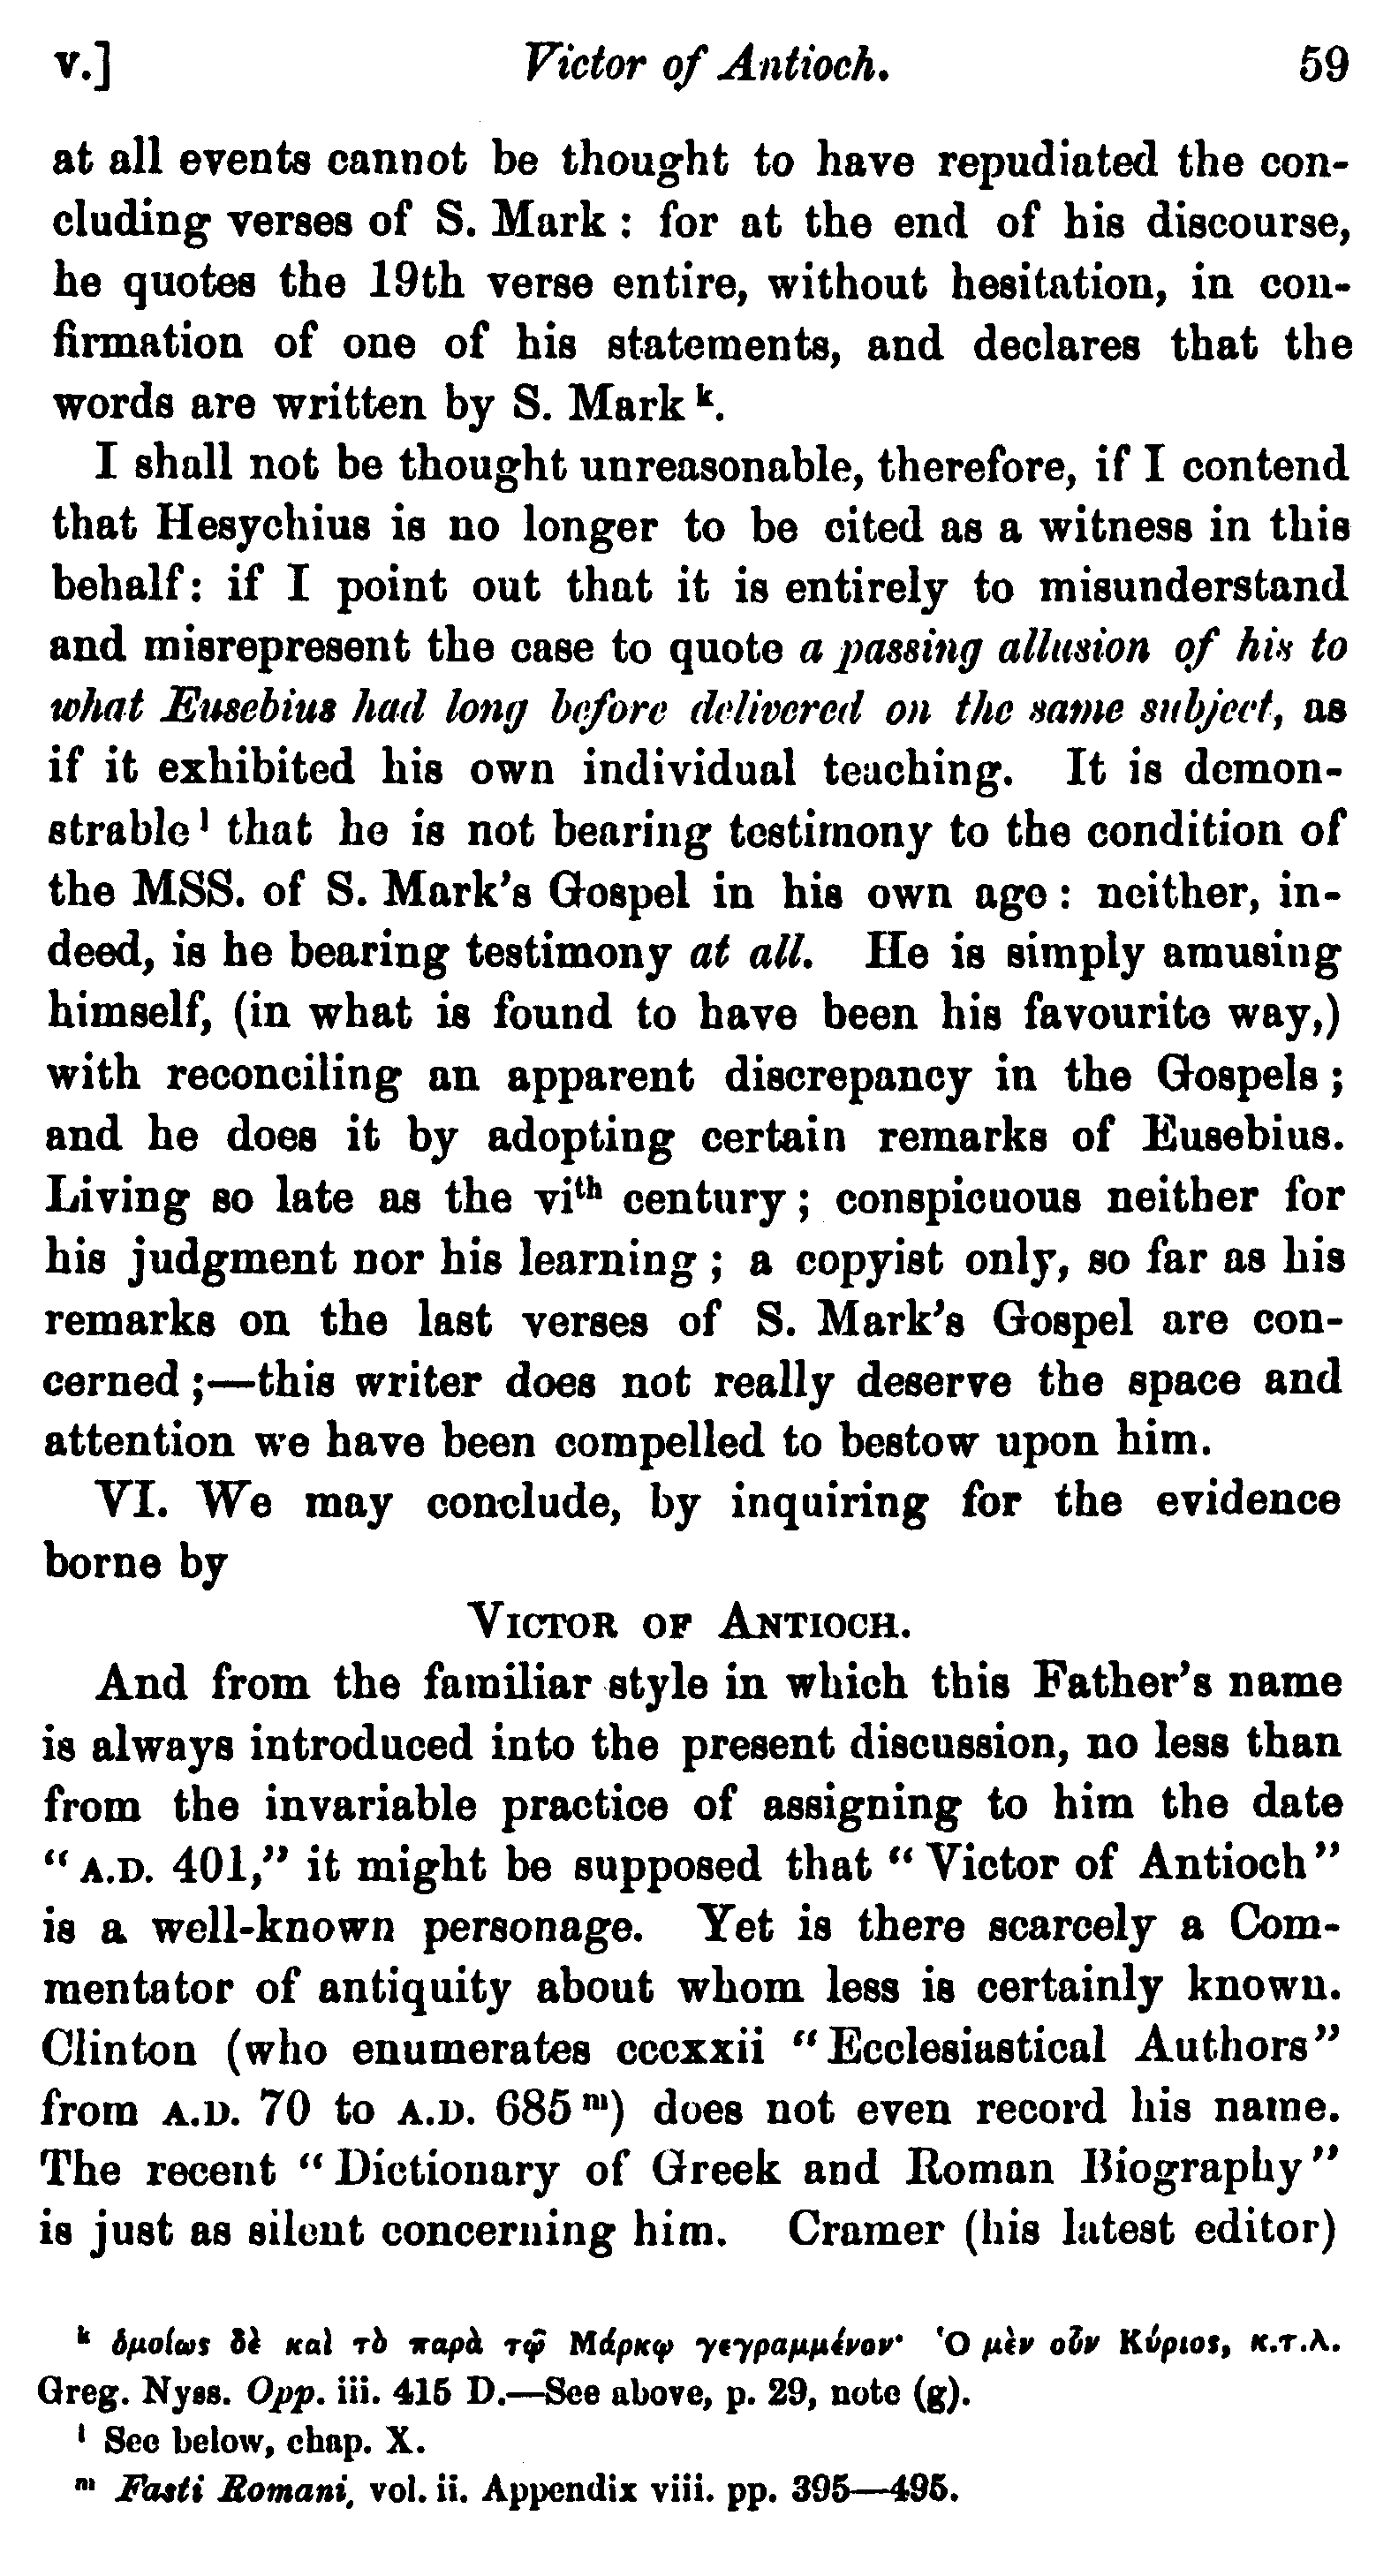 v.] Victor of Antioch. 59
at all events cannot be thought to have repudiated the con-
cluding verses of S. Mark : for at the end of his discourse,
he quotes the 19th verse entire, without hesitation, in con-
firmation of one of his statements, and declares that the
words are written by S. Mark k.
I shall not be thought unreasonable, therefore, if I contend
that Hesychius is no longer to be cited as a witness in this
behalf: if I point out that it is entirely to misunderstand
and misrepresent the case to quote a passing allusion of his to
what Eusebius had long before delivered on the same subject, as
if it exhibited his own individual teaching. It is demon-
strable l that he is not bearing testimony to the condition of
the MSS. of S. Mark's Gospel in his own age : neither, in-
deed, is he bearing testimony at all. He is simply amusing
himself, (in what is found to have been his favourite way,)
with reconciling an apparent discrepancy in the Gospels ;
and he does it by adopting certain remarks of Eusebius.
Living so late as the vith century ; conspicuous neither for
his judgment nor his learning ; a copyist only, so far as his
remarks on the last verses of S. Mark's Gospel are con-
cerned ;—this writer does not really deserve the space and
attention we have been compelled to bestow upon him.
VI. We may conclude, by inquiring for the evidence
borne by
VICTOR OF ANTIOCH.
And from the familiar style in which this Father's name
is always introduced into the present discussion, no less than
from the invariable practice of assigning to him the date
“A.D. 401,” it might be supposed that “Victor of Antioch”
is a well-known personage. Yet is there scarcely a Com-
mentator of antiquity about whom less is certainly known.
Clinton (who enumerates cccxxii “Ecclesiastical Authors”
from A.D. 70 to A.D. 685 m) does not even record his name.
The recent “Dictionary of Greek and Roman Biography”
is just as silent concerning him. Cramer (his latest editor)
k ὁμοίως δὲ καὶ τὸ παρὰ τῷ Μάρκῳ γεγραμμένον· Ὁ μὲν οὖν Κύριος, κ.τ.λ.
Greg. Nyss. Opp. iii. 415 D.—See above, p. 29, note (g).
l See below, chap. X.
m Fasti Romani, vol. ii. Appendix viii. pp. 395—495.